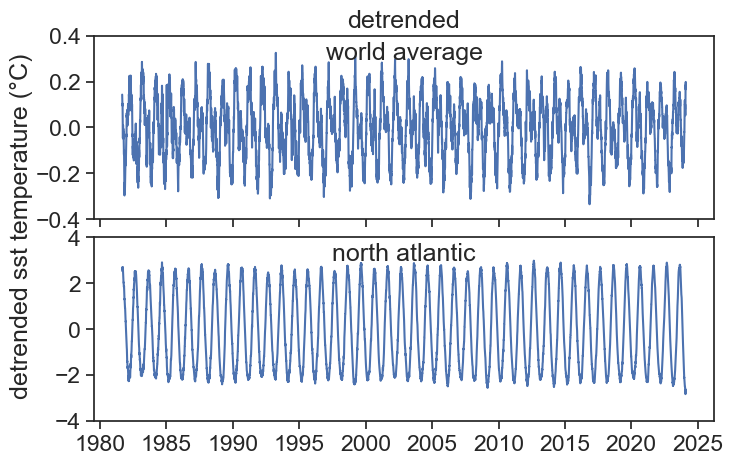 detrended
world average
0.4
0.2
0.0
−0.2
−0.4
detrended sst temperature (°C)
north atlantic
4
2
0
−2
−4
1980 1985 1990 1995 2000 2005 2010 2015 2020 2025